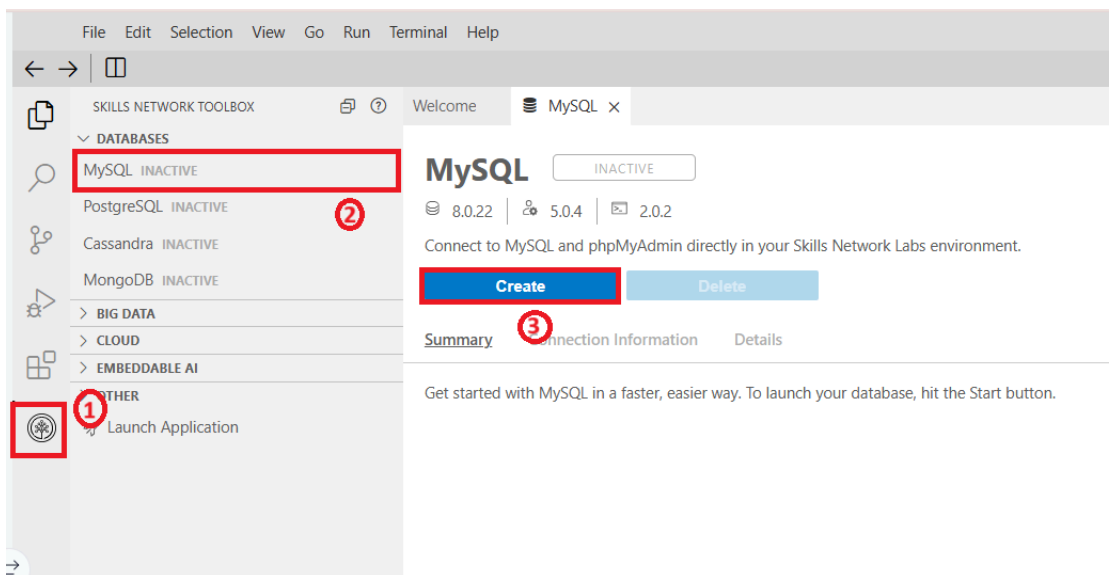 File Edit Selection View Go Run Terminal Help
SKILLS NETWORK TOOLBOX
DATABASES
MySQL INACTIVE
PostgreSQL INACTIVE
2
Cassandra INACTIVE
MongoDB INACTIVE
BIG DATA
CLOUD
EMBEDDABLE AI
OTHER
1
Launch Application
Welcome MySQL
MySQL INACTIVE
8.0.22 5.0.4 2.0.2
Connect to MySQL and phpMyAdmin directly in your Skills Network Labs environment.
Create Delete
3
Summary Connection Information Details
Get started with MySQL in a faster, easier way. To launch your database, hit the Start button.